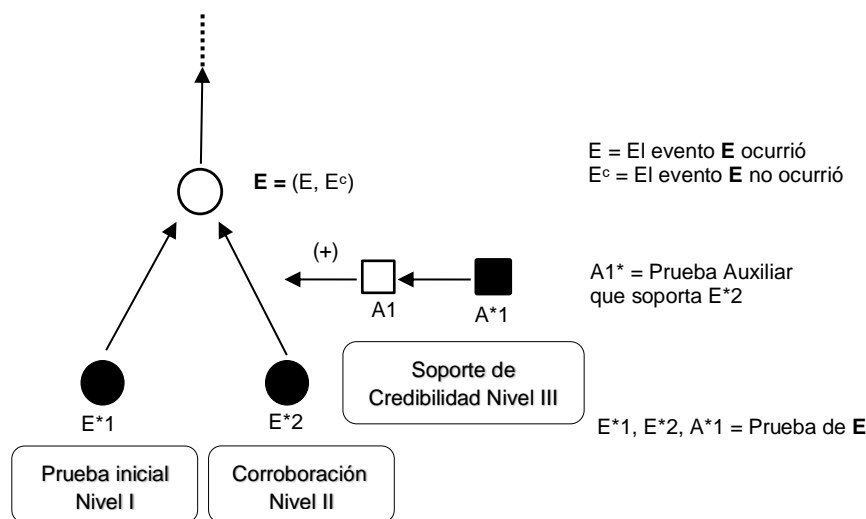 E = (E, Eᶜ)
E = El evento E ocurrió
Eᶜ = El evento E no ocurrió
(+)
A1
A*1
A1* = Prueba Auxiliar
que soporta E*2
Soporte de
Credibilidad Nivel III
E*1
E*2
E*1, E*2, A*1 = Prueba de E
Prueba inicial
Nivel I
Corroboración
Nivel II